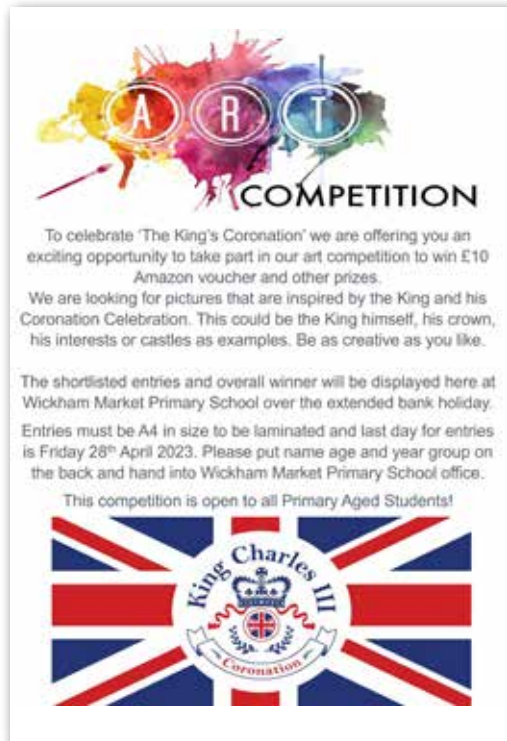 ART
COMPETITION
To celebrate 'The King's Coronation' we are offering you an
exciting opportunity to take part in our art competition to win £10
Amazon voucher and other prizes.
We are looking for pictures that are inspired by the King and his
Coronation Celebration. This could be the King himself, his crown,
his interests or castles as examples. Be as creative as you like.
The shortlisted entries and overall winner will be displayed here at
Wickham Market Primary School over the extended bank holiday.
Entries must be A4 in size to be laminated and last day for entries
is Friday 28th April 2023. Please put name age and year group on
the back and hand into Wickham Market Primary School office.
This competition is open to all Primary Aged Students!
King Charles III
Coronation